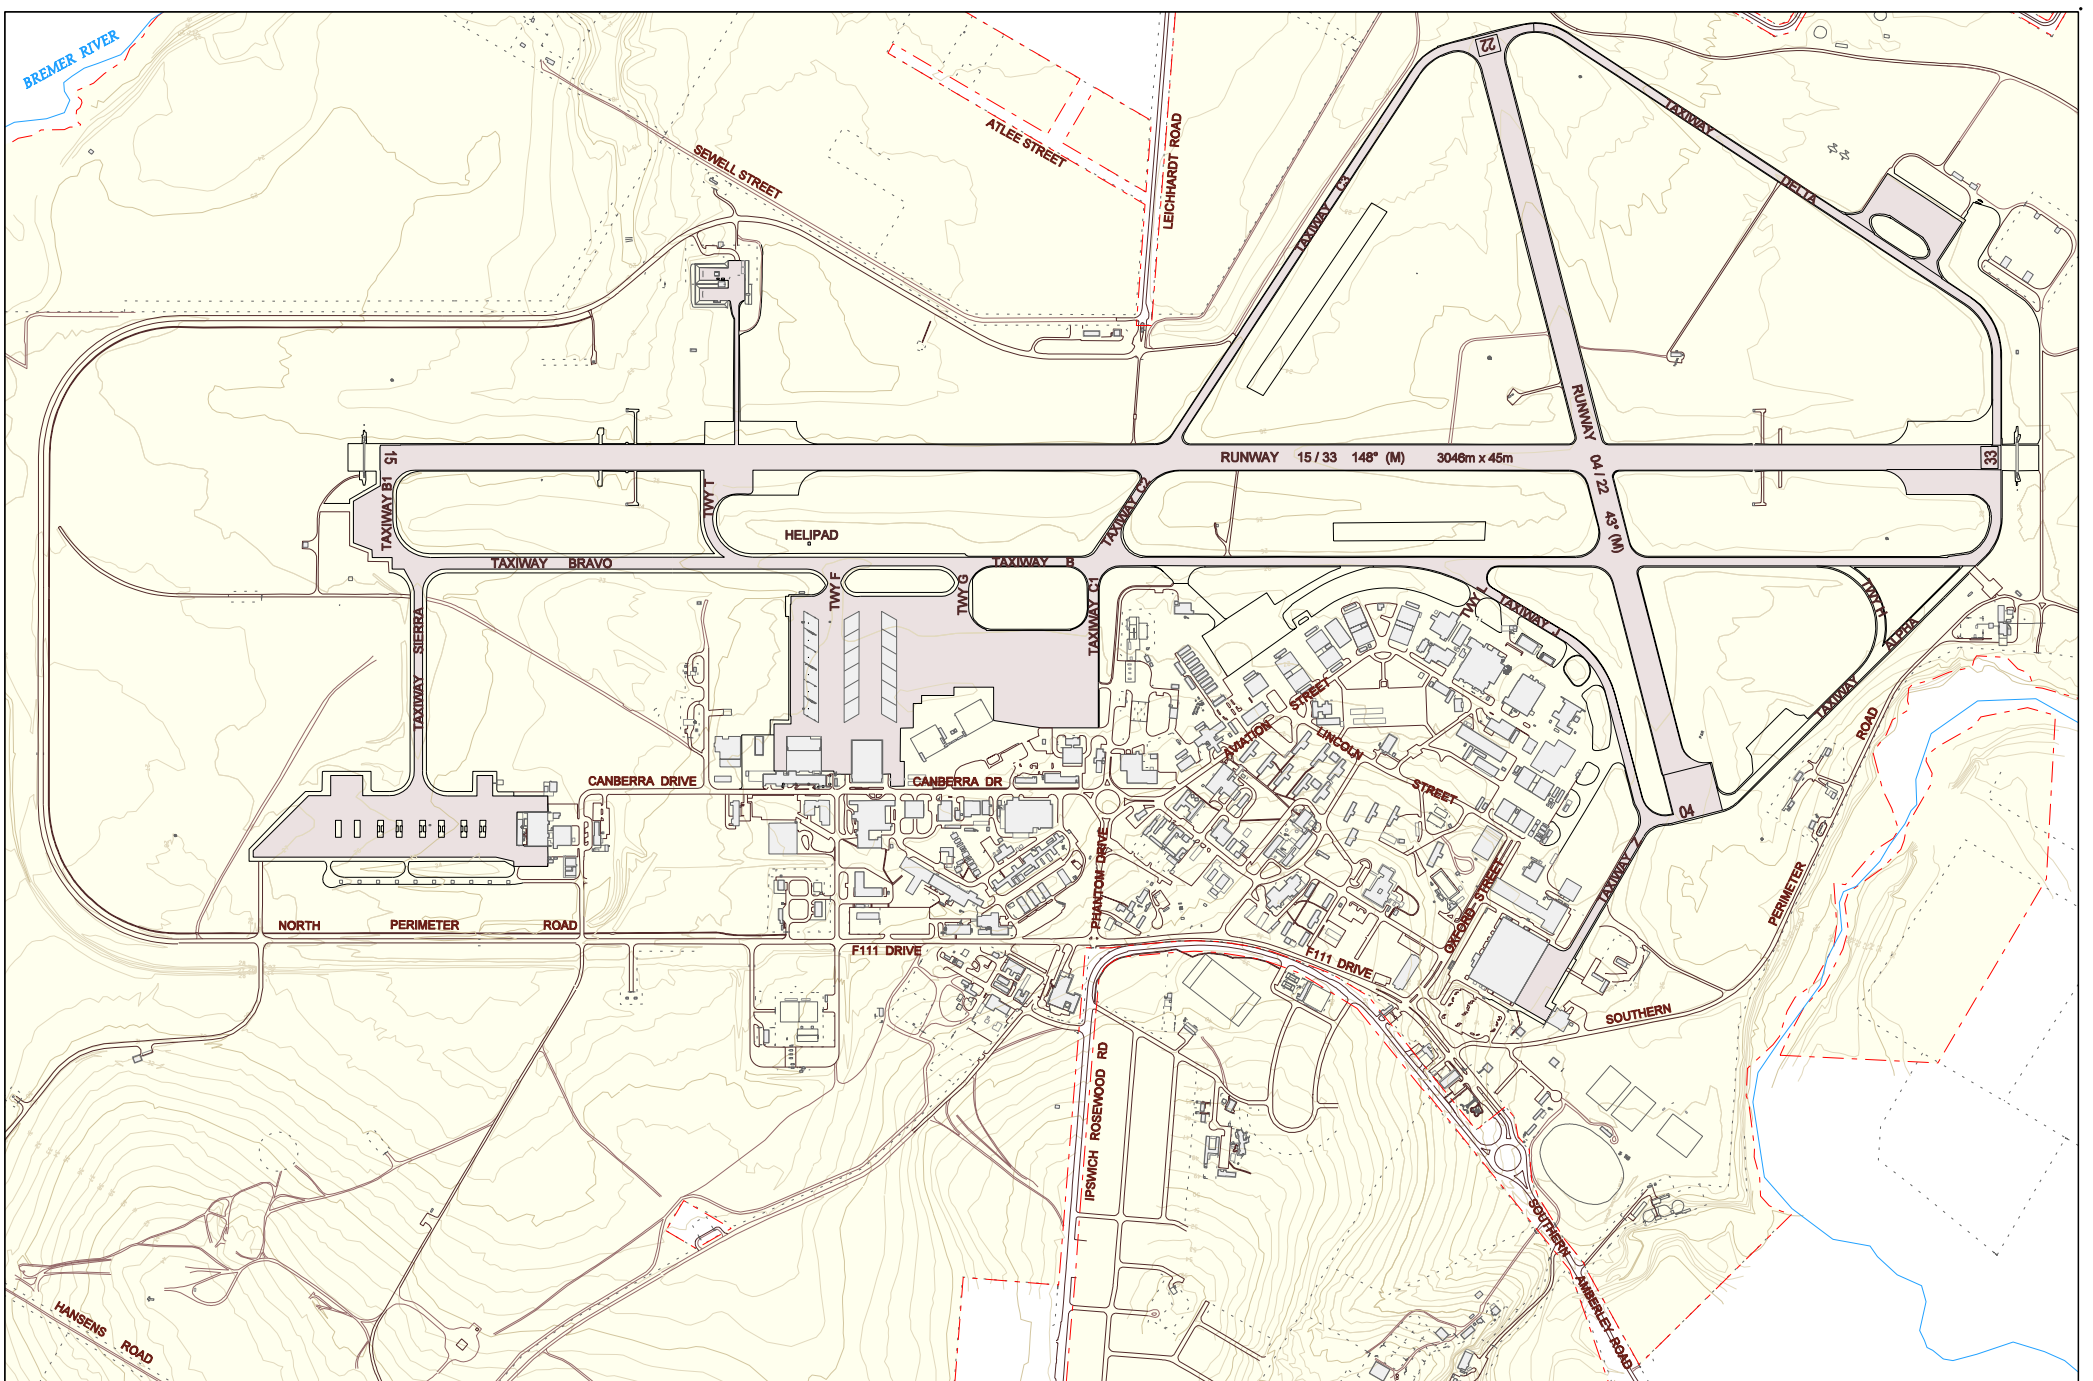 BREMER RIVER
22
TAXIWAY
DELTA
ATLEE STREET
LEICHHARDT ROAD
SEWELL STREET
TAXIWAY C3
RUNWAY
04 / 22
43° (M)
15
RUNWAY 15 / 33 148° (M) 3046m x 45m
33
TAXIWAY B1
TWY T
TAXIWAY C2
HELIPAD
TAXIWAY BRAVO
TAXIWAY B
TWY F
TWY G
TAXIWAY C1
TWY
TAXIWAY J
TWY H
ALPHA
TAXIWAY
TAXIWAY SIERRA
AVIATION STREET
LINCOLN
STREET
ROAD
PERIMETER
CANBERRA DRIVE
CANBERRA DR
04
TAXIWAY Z
PHANTOM DRIVE
OXFORD STREET
NORTH PERIMETER ROAD
F111 DRIVE
F111 DRIVE
SOUTHERN
IPSWICH ROSEWOOD RD
SOUTHERN
AMBERLEY ROAD
HANSENS ROAD